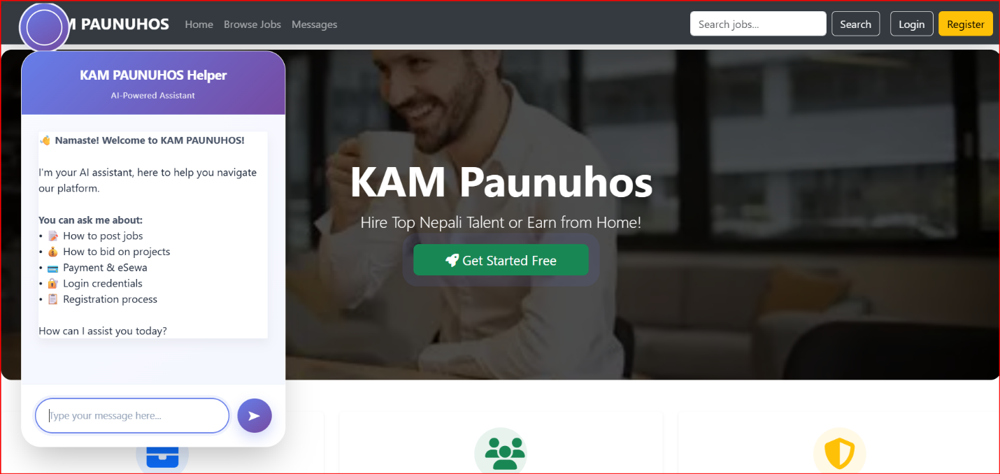 M PAUNUHOS
Home
Browse Jobs
Messages
Search jobs...
Search
Login
Register
KAM PAUNUHOS Helper
AI-Powered Assistant
👋 Namaste! Welcome to KAM PAUNUHOS!
I'm your AI assistant, here to help you navigate
our platform.
You can ask me about:
• 📝 How to post jobs
• 💰 How to bid on projects
• 💳 Payment & eSewa
• 🔐 Login credentials
• 📋 Registration process
How can I assist you today?
Type your message here...
KAM Paunuhos
Hire Top Nepali Talent or Earn from Home!
Get Started Free